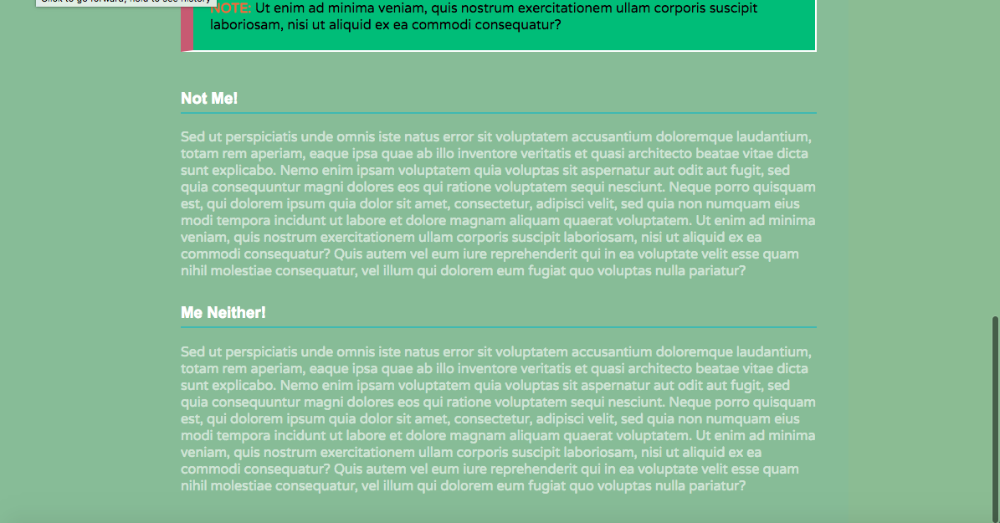 Click to go forward, hold to see history
NOTE: Ut enim ad minima veniam, quis nostrum exercitationem ullam corporis suscipit
laboriosam, nisi ut aliquid ex ea commodi consequatur?
Not Me!
Sed ut perspiciatis unde omnis iste natus error sit voluptatem accusantium doloremque laudantium,
totam rem aperiam, eaque ipsa quae ab illo inventore veritatis et quasi architecto beatae vitae dicta
sunt explicabo. Nemo enim ipsam voluptatem quia voluptas sit aspernatur aut odit aut fugit, sed
quia consequuntur magni dolores eos qui ratione voluptatem sequi nesciunt. Neque porro quisquam
est, qui dolorem ipsum quia dolor sit amet, consectetur, adipisci velit, sed quia non numquam eius
modi tempora incidunt ut labore et dolore magnam aliquam quaerat voluptatem. Ut enim ad minima
veniam, quis nostrum exercitationem ullam corporis suscipit laboriosam, nisi ut aliquid ex ea
commodi consequatur? Quis autem vel eum iure reprehenderit qui in ea voluptate velit esse quam
nihil molestiae consequatur, vel illum qui dolorem eum fugiat quo voluptas nulla pariatur?
Me Neither!
Sed ut perspiciatis unde omnis iste natus error sit voluptatem accusantium doloremque laudantium,
totam rem aperiam, eaque ipsa quae ab illo inventore veritatis et quasi architecto beatae vitae dicta
sunt explicabo. Nemo enim ipsam voluptatem quia voluptas sit aspernatur aut odit aut fugit, sed
quia consequuntur magni dolores eos qui ratione voluptatem sequi nesciunt. Neque porro quisquam
est, qui dolorem ipsum quia dolor sit amet, consectetur, adipisci velit, sed quia non numquam eius
modi tempora incidunt ut labore et dolore magnam aliquam quaerat voluptatem. Ut enim ad minima
veniam, quis nostrum exercitationem ullam corporis suscipit laboriosam, nisi ut aliquid ex ea
commodi consequatur? Quis autem vel eum iure reprehenderit qui in ea voluptate velit esse quam
nihil molestiae consequatur, vel illum qui dolorem eum fugiat quo voluptas nulla pariatur?